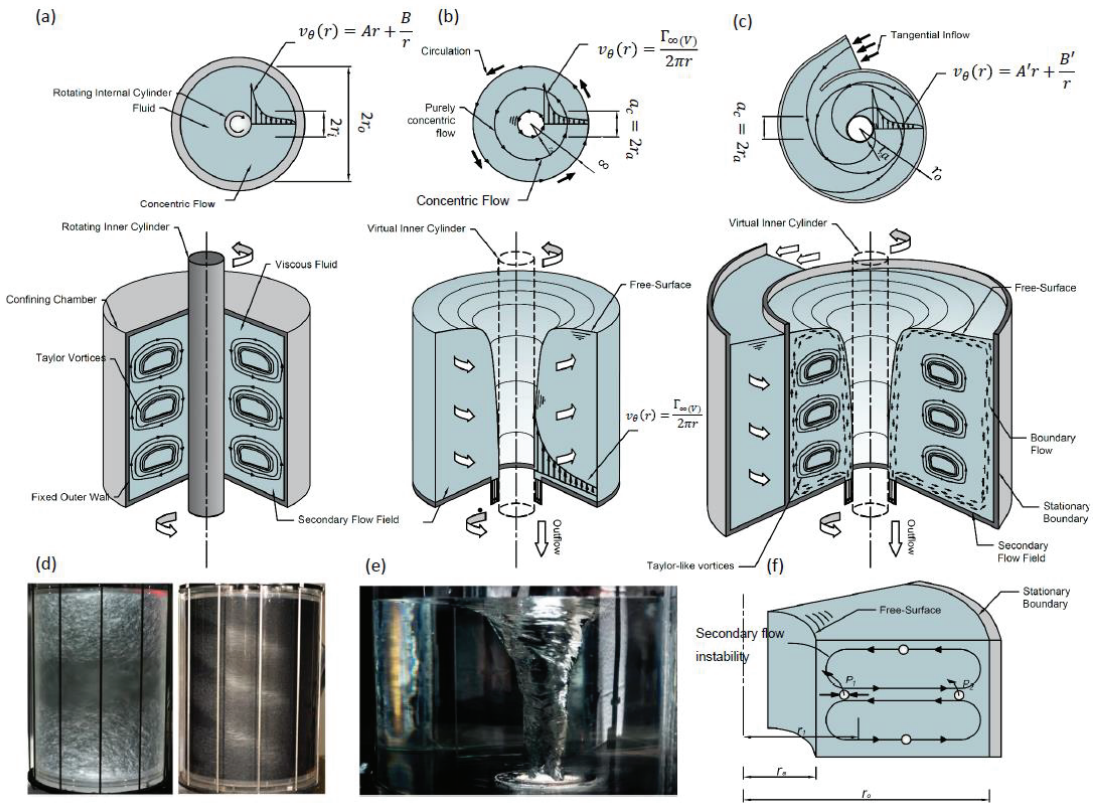 (a)
v_θ(r) = Ar + B/r
Rotating Internal Cylinder
Fluid
2r_i
2r_o
Concentric Flow
Rotating Inner Cylinder
Viscous Fluid
Confining Chamber
Taylor Vortices
Fixed Outer Wall
Secondary Flow Field
(b)
Circulation
v_θ(r) = Γ_∞(V)/2πr
Purely
concentric
flow
a_c = 2r_a
∞
Concentric Flow
Virtual Inner Cylinder
Free-Surface
v_θ(r) = Γ_∞(V)/2πr
Outflow
(c)
Tangential Inflow
v_θ(r) = A'r + B'/r
a_c = 2r_a
r_a
r_o
Virtual Inner Cylinder
Free-Surface
Boundary
Flow
Stationary
Boundary
Secondary
Flow Field
Outflow
Taylor-like vortices
(d)
(e)
(f)
Free-Surface
Stationary
Boundary
Secondary flow
instability
P_1
P_2
r_1
r_a
r_o